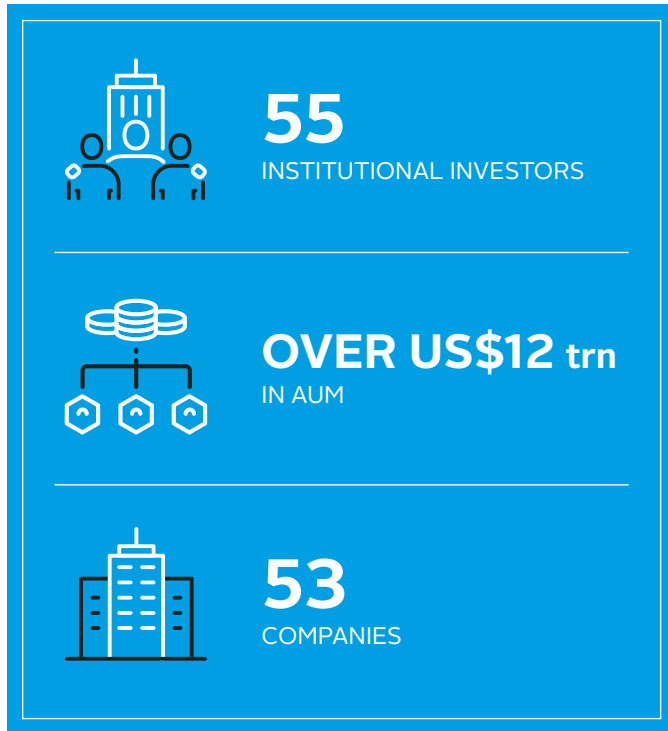 55
INSTITUTIONAL INVESTORS
OVER US$12 trn
IN AUM
53
COMPANIES